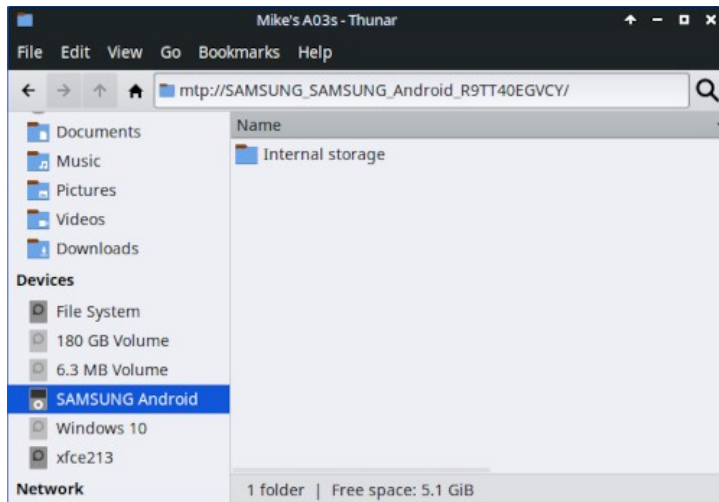 Mike's A03s - Thunar
File Edit View Go Bookmarks Help
mtp://SAMSUNG_SAMSUNG_Android_R9TT40EGVCY/
Documents
Music
Pictures
Videos
Downloads
Devices
File System
180 GB Volume
6.3 MB Volume
SAMSUNG Android
Windows 10
xfce213
Network
Name
Internal storage
1 folder | Free space: 5.1 GiB